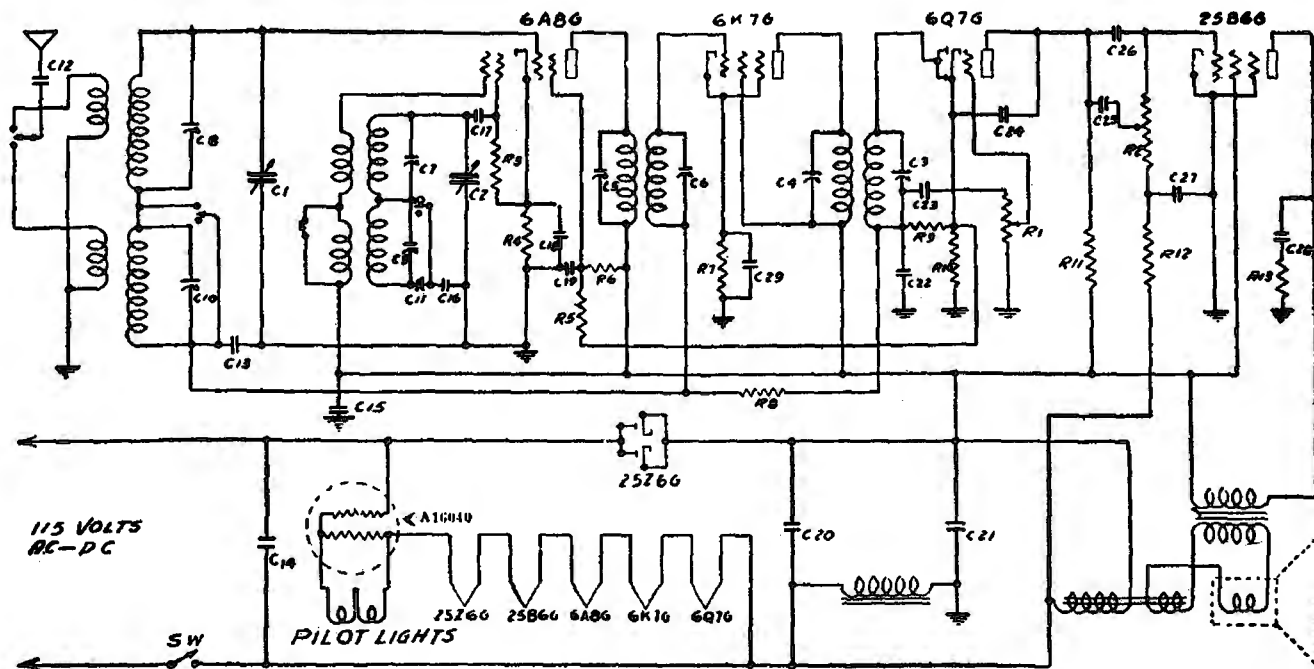 6A8G
6K7G
6Q7G
25B6G
C12
C8
C1
C7
C17
C2
R3
C5
C6
C4
C3
C23
C24
C26
C25
C27
R1
R4
R6
R7
C29
R9
R10
C22
R11
R12
C28
R13
C9
C10
C11
C16
C19
R5
C13
C15
R8
25Z6G
A16040
115 VOLTS
AC-DC
C14
C20
C21
25Z6G
25B6G
6A8G
6K7G
6Q7G
PILOT LIGHTS
SW